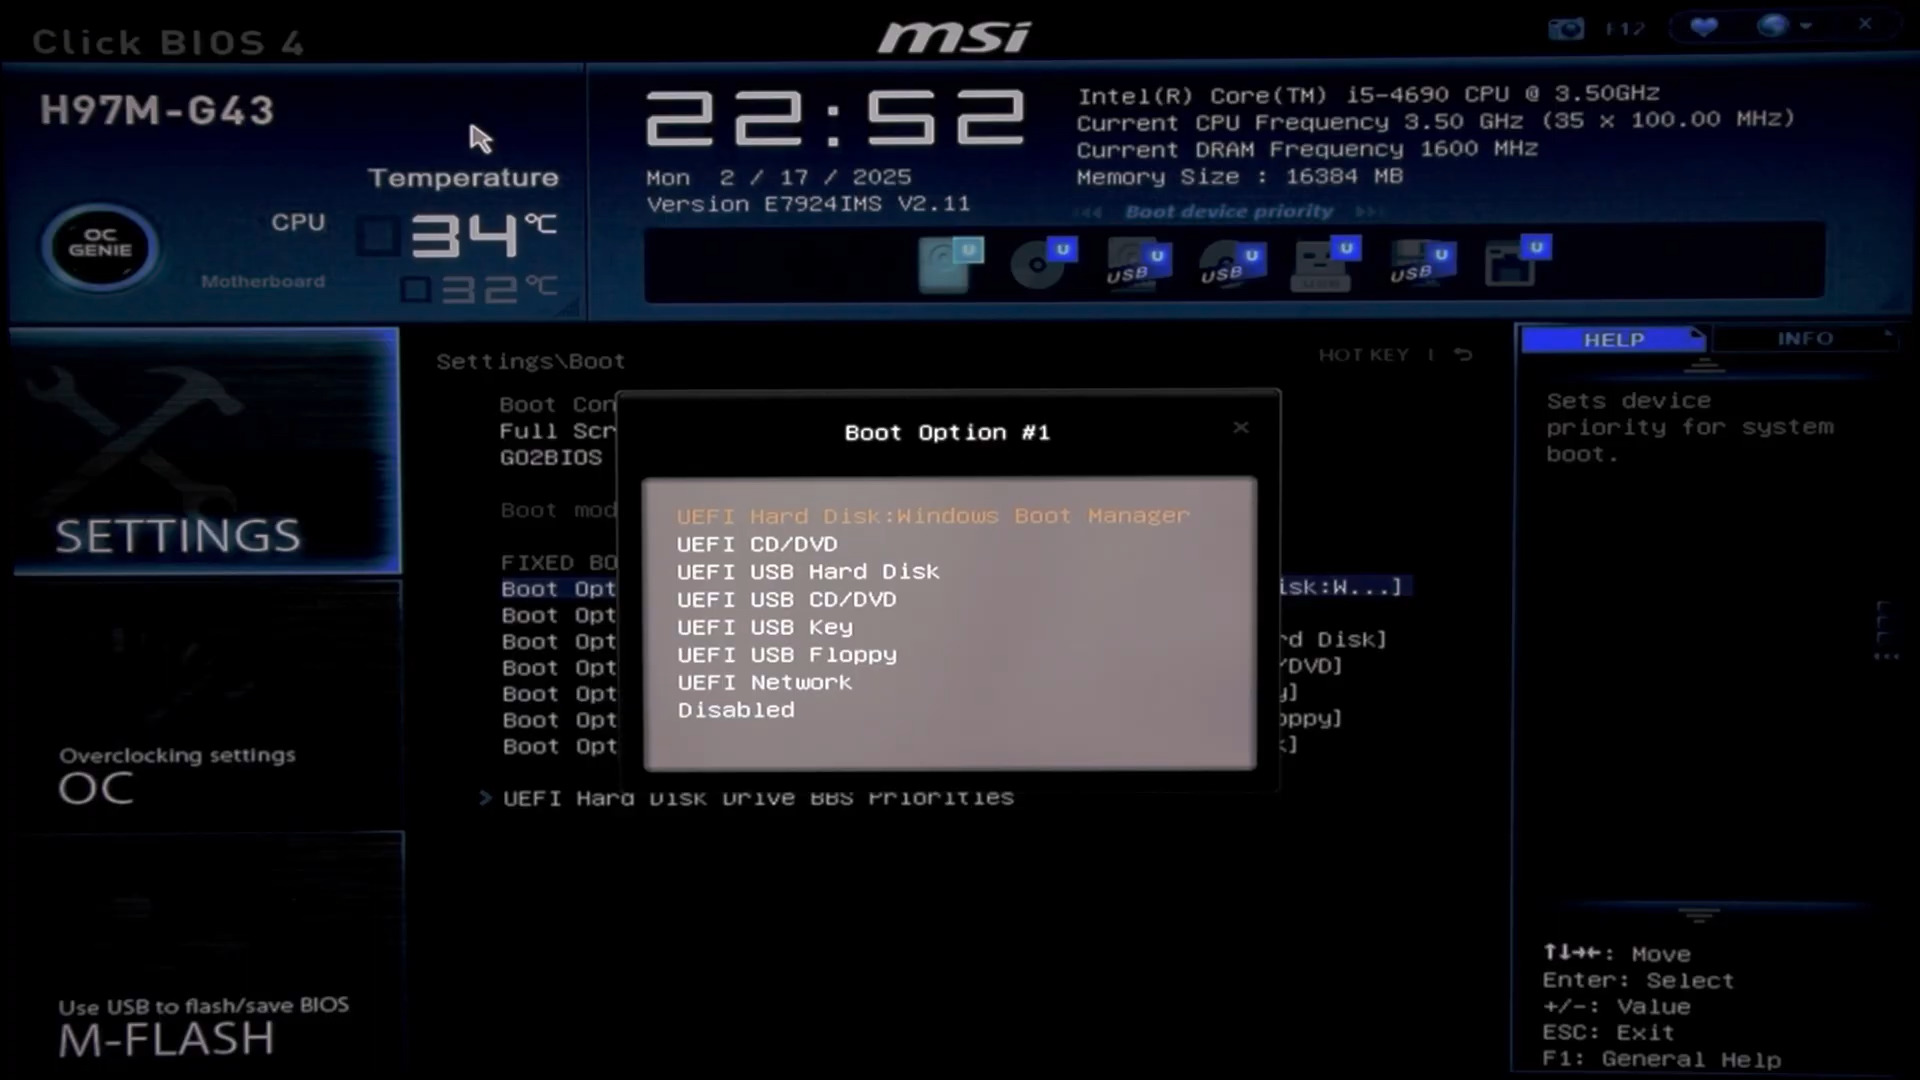 Click BIOS 4
msi
F12
H97M-G43
Temperature
OC
GENIE
CPU
34°C
Motherboard
32°C
22:52
Mon 2 / 17 / 2025
Version E7924IMS V2.11
Intel(R) Core(TM) i5-4690 CPU @ 3.50GHz
Current CPU Frequency 3.50 GHz (35 x 100.00 MHz)
Current DRAM Frequency 1600 MHz
Memory Size : 16384 MB
Boot device priority
U
U
USB U
USB U
USB U
USB U
U
SETTINGS
Overclocking settings
OC
Use USB to flash/save BIOS
M-FLASH
Settings\Boot
HOT KEY
Boot Con
Full Scr
GO2BIOS
Boot mod
FIXED BO
Boot Opt isk:W...]
Boot Opt
Boot Opt rd Disk]
Boot Opt /DVD]
Boot Opt y]
Boot Opt oppy]
Boot Opt k]
> UEFI Hard Disk Drive BBS Priorities
Boot Option #1
UEFI Hard Disk:Windows Boot Manager
UEFI CD/DVD
UEFI USB Hard Disk
UEFI USB CD/DVD
UEFI USB Key
UEFI USB Floppy
UEFI Network
Disabled
HELP
INFO
Sets device
priority for system
boot.
↑↓→←: Move
Enter: Select
+/-: Value
ESC: Exit
F1: General Help